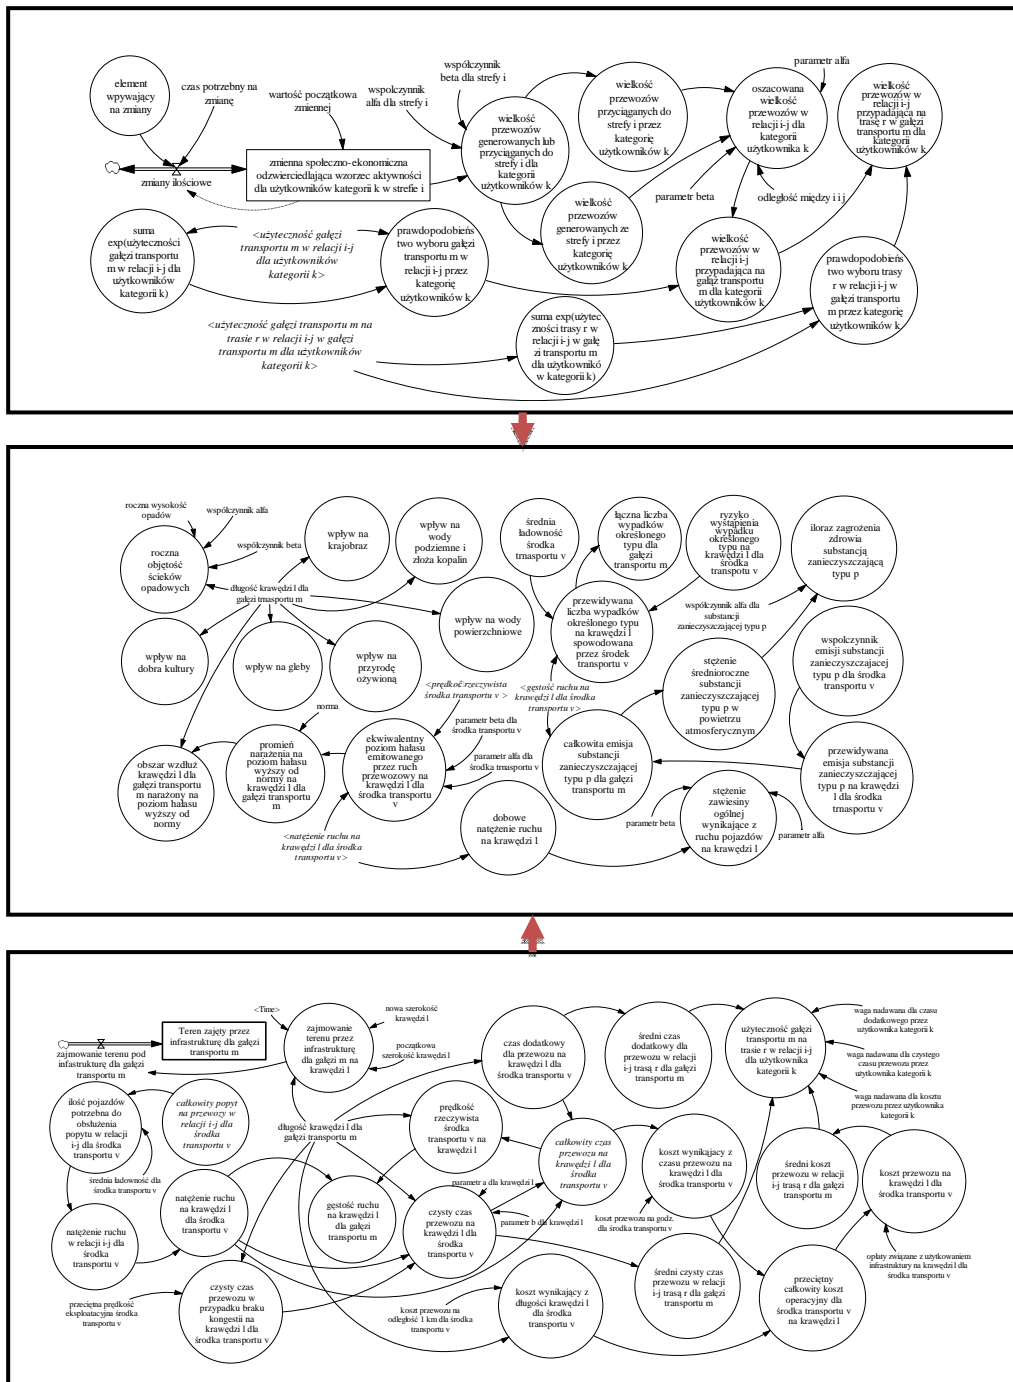 element
wpywający
na zmiany
czas potrzebny na
zmianę
wartość początkowa
zmiennej
wspolczynnik
alfa dla strefy i
współczynnik
beta dla strefy i
zmiany ilościowe
zmienna społeczno-ekonomiczna
odzwierciedlająca wzorzec aktywności
dla użytkowników kategorii k w strefie i
wielkość
przewozów
generowanych lub
przyciąganych do
strefy i dla
kategorii
użytkowników k
wielkość
przewozów
przyciąganych do
strefy i przez
kategorię
użytkowników k
oszacowana
wielkość
przewozów w
relacji i-j dla
kategorii
użytkownika k
parametr alfa
wielkość
przewozów w
relacji i-j
przypadająca na
trasę r w gałęzi
transportu m dla
kategorii
użytkowników k
parametr beta
odległość między i i j
wielkość
przewozów
generowanych ze
strefy i przez
kategorię
użytkowników k
suma
exp(użyteczności
gałęzi transportu
m w relacji i-j dla
użytkowników
kategorii k)
<użyteczność gałęzi
transportu m w relacji i-j
dla użytkowników
kategorii k>
prawdopodobieńs
two wyboru gałęzi
transportu m w
relacji i-j przez
kategorię
użytkowników k
wielkość
przewozów w
relacji i-j
przypadająca na
gałąź transportu
m dla kategorii
użytkowników k
prawdopodobieńs
two wyboru trasy
r w relacji i-j w
gałęzi transportu
m przez kategorię
użytkowników k
<użyteczność gałęzi transportu m na
trasie r w relacji i-j w gałęzi
transportu m dla użytkowników
kategorii k>
suma exp(użytec
zności trasy r w
relacji i-j w gałę
zi transportu m
dla użytkownikó
w kategorii k)
roczna wysokość
opadów
współczynnik alfa
współczynnik beta
roczna
objętość
ścieków
opadowych
wpływ na
krajobraz
wpływ na
wody
podziemne i
złoża kopalin
średnia
ładowność
środka
trnasportu v
łączna liczba
wypadków
określonego
typu dla
gałęzi
transportu m
ryzyko
wystąpienia
wypadku
określonego
typu na
krawędzi l dla
środka
transpotu v
iloraz zagrożenia
zdrowia
substancją
zanieczyszczającą
typu p
długość krawędzi l dla
gałęzi trnasportu m
wpływ na wody
powierzchniowe
przewidywana
liczba wypadków
określonego typu
na krawędzi l
spowodowana
przez środek
transportu v
współczynnik alfa dla
substancji
zanieczyszczającej typu p
wpływ na
dobra kultury
wpływ na gleby
wpływ na
przyrodę
ożywioną
stężenie
średnioroczne
substancji
zanieczyszczającej
typu p w
powietrzu
atmosferycznym
wspolczynnik
emisji substancji
zanieczyszczajacej
typu p dla środka
transportu v
<prędkość rzeczywista
środka transportu v >
<gęstość ruchu na
krawędzi l dla środka
transportu v>
norma
obszar wzdłuż
krawędzi l dla
gałęzi transportu
m narażony na
poziom hałasu
wyższy od
normy
promień
narażenia na
poziom hałasu
wyższy od
normy na
krawędzi l dla
gałęzi transportu
m
ekwiwalentny
poziom hałasu
emitowanego
przez ruch
przewozowy na
krawędzi l dla
środka transportu
v
parametr beta dla
środka transportu v
parametr alfa dla
środka trnasportu v
całkowita emisja
substancji
zanieczyszczającej
typu p dla gałęzi
transportu m
przewidywana
emisja substancji
zanieczyszczającej
typu p na krawędzi
l dla środka
trnasportu v
<natężenie ruchu na
krawędzi l dla środka
transportu v>
dobowe
natężenie ruchu
na krawędzi l
parametr beta
stężenie
zawiesiny
ogólnej
wynikające z
ruchu pojazdów
na krawędzi l
parametr alfa
<Time>
nowa szerokość
krawędzi l
Teren zajęty przez
infrastrukturę dla gałęzi
transportu m
zajmowanie terenu pod
infastrukturę dla gałęzi
transportu m
zajmowanie
terenu przez
infrastrukturę
dla gałęzi m na
krawędzi l
początkowa
szerokość krawędzi l
czas dodatkowy
dla przewozu na
krawędzi l dla
środka transportu v
średni czas
dodatkowy dla
przewozu w relacji
i-j trasą r dla gałęzi
transportu m
użyteczność gałęzi
transportu m na
trasie r w relacji i-j
dla użytkownika
kategorii k
waga nadawana dla czasu
dodatkowego przez
użytkownika kategorii k
waga nadawana dla czystego
czasu przewozu przez
użytkownika kategorii k
waga nadawana dla kosztu
przewozu przez użytkownika
kategorii k
ilość pojazdów
potrzebna do
obsłużenia
popytu w relacji
i-j dla środka
transportu v
całkowity popyt
na przewozy w
relacji i-j dla
środka
transportu v
średnia ładowność dla
środka transportu v
długość krawędzi l dla
gałęzi transportu m
prędkość
rzeczywista
środka
transportu v na
krawędzi l
całkowity czas
przewozu na
krawędzi l dla
środka
transportu v
koszt wynikający z
czasu przewozu na
krawędzi l dla
środka transportu v
średni koszt
przewozu w relacji
i-j trasą r dla gałęzi
transportu m
koszt przewozu na
krawędzi l dla
środka transportu v
natężenie ruchu
na krawędzi l
dla środka
transportu v
gęstość ruchu
na krawędzi l
dla gałęzi
transportu m
parametr a dla krawędzi l
czysty czas
przewozu na
krawędzi l dla
środka
transportu v
parametr b dla krawędzi l
koszt przewozu na godz.
dla środka transportu v
natężenie ruchu
w relacji i-j dla
środka
transportu v
opłaty związane z użytkowaniem
infrastruktury na krawędzi l dla
środka transportu v
przeciętna prędkość
eksploatacyjna środka
transportu v
czysty czas
przewozu w
przypadku braku
kongestii na
krawędzi l dla
środka transportu v
koszt przewozu na
odległość 1 km dla środka
transportu v
koszt wynikający z
długości krawędzi l
dla środka
transportu v
średni czysty czas
przewozu w relacji
i-j trasą r dla gałęzi
transportu m
przeciętny
całkowity koszt
operacyjny dla
środka transportu v
na krawędzi l